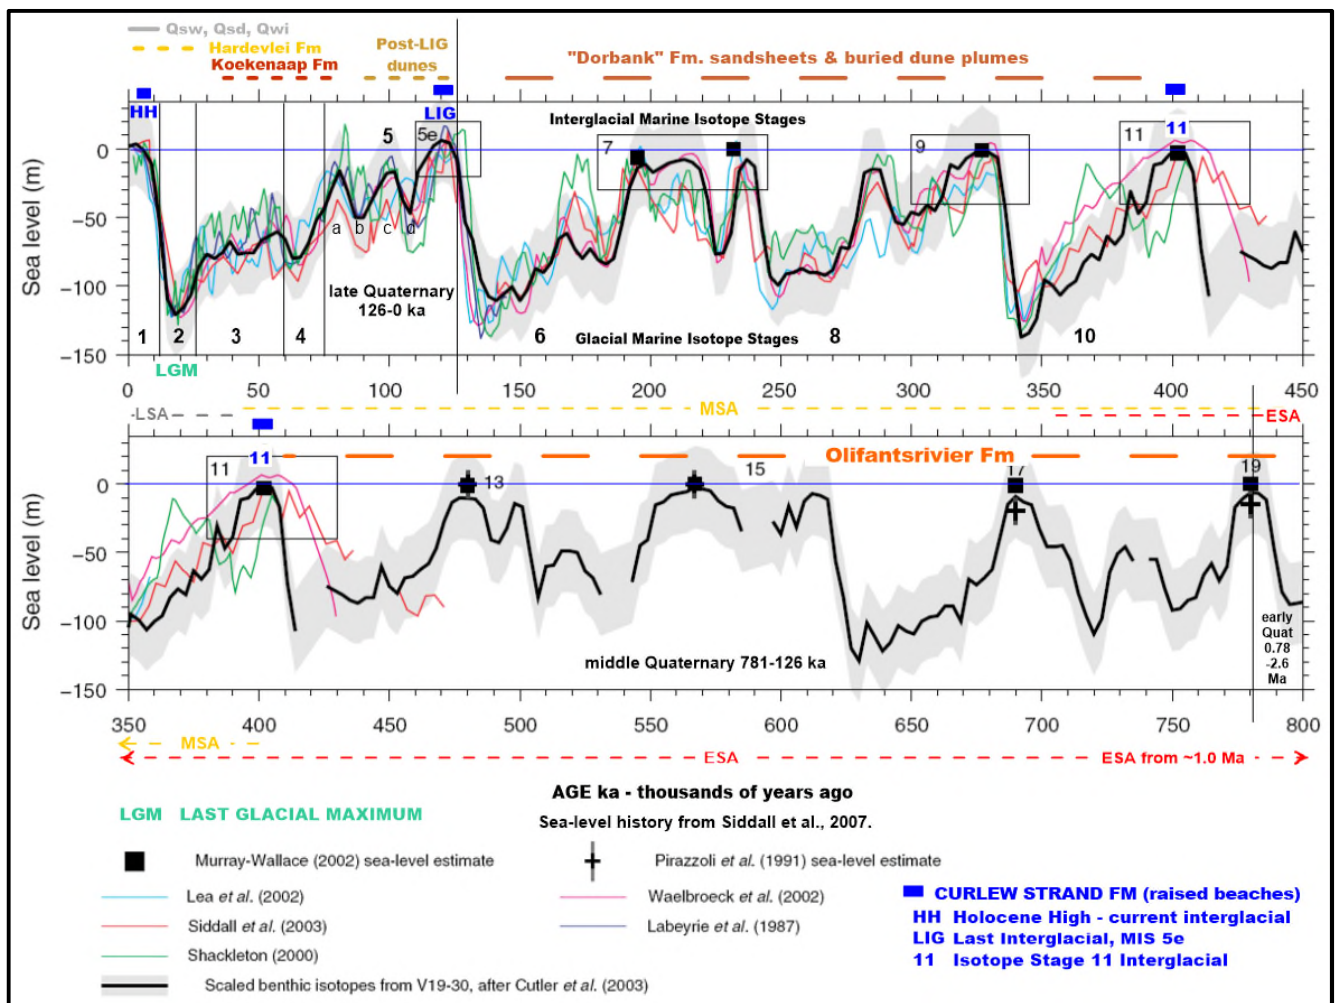 Qsw, Qsd, Qwi
Hardevlei Fm
Koekenaap Fm
Post-LIG
dunes
"Dorbank" Fm. sandsheets & buried dune plumes
HH
LIG
5
5e
Interglacial Marine Isotope Stages
7
9
11
11
Sea level (m)
0
−50
−100
−150
a
b
c
d
late Quaternary
126-0 ka
1
2
3
4
6
Glacial Marine Isotope Stages
8
10
LGM
0
50
100
150
200
250
300
350
400
450
-LSA
MSA
ESA
11
11
13
15
Olifantsrivier Fm
17
19
Sea level (m)
0
−50
−100
−150
middle Quaternary 781-126 ka
early
Quat
0.78
-2.6
Ma
350
400
450
500
550
600
650
700
750
800
MSA
ESA
ESA from ~1.0 Ma
AGE ka - thousands of years ago
LGM LAST GLACIAL MAXIMUM
Sea-level history from Siddall et al., 2007.
Murray-Wallace (2002) sea-level estimate
Pirazzoli et al. (1991) sea-level estimate
Lea et al. (2002)
Waelbroeck et al. (2002)
Siddall et al. (2003)
Labeyrie et al. (1987)
Shackleton (2000)
Scaled benthic isotopes from V19-30, after Cutler et al. (2003)
CURLEW STRAND FM (raised beaches)
HH Holocene High - current interglacial
LIG Last Interglacial, MIS 5e
11 Isotope Stage 11 Interglacial